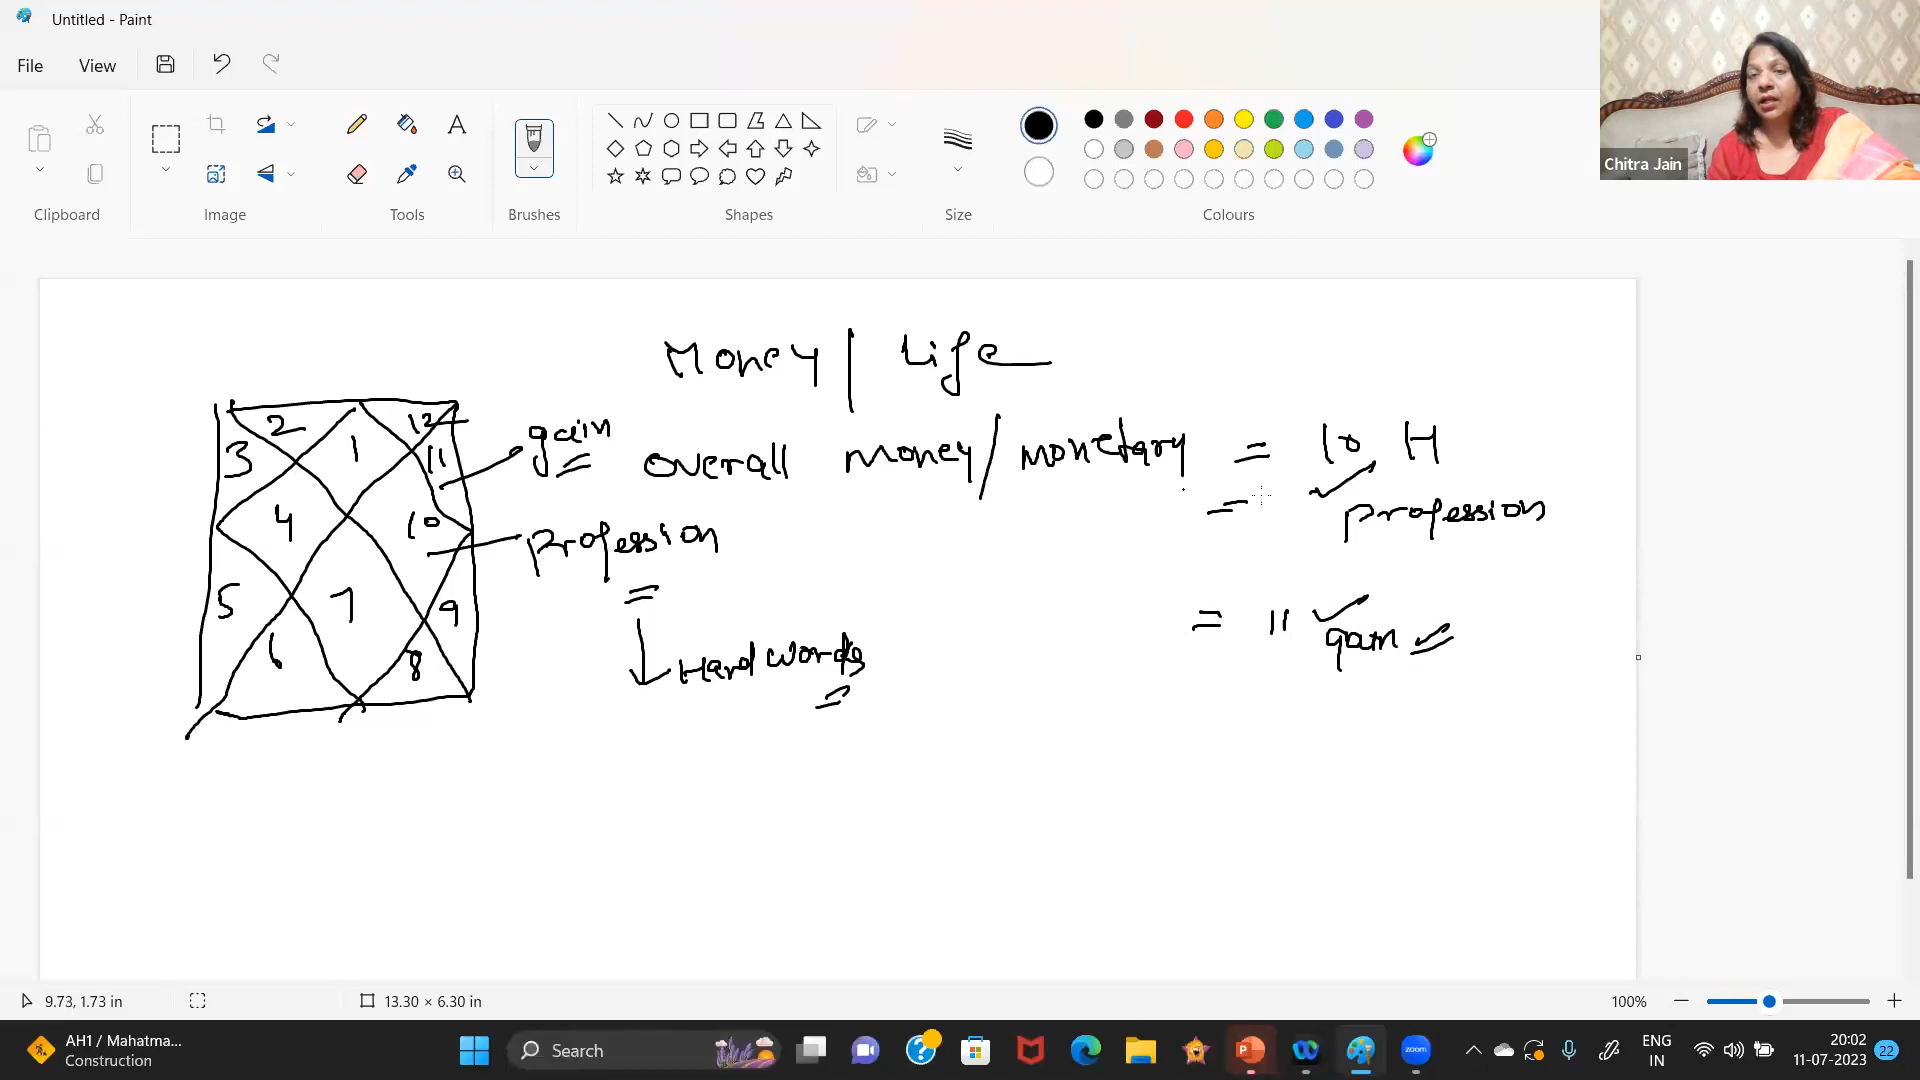 Untitled - Paint
File View
Chitra Jain
Clipboard Image Tools Brushes Shapes Size Colours
Money | Life
2 12
3 1 11 gain overall money/monetary = 10 H
4 10 profession = profession
5 7 9
6 8 = 11 gain
Hard words
9.73, 1.73 in 13.30 × 6.30 in 100%
AH1 / Mahatma...
Construction
Search
zoom
ENG
IN
20:02
11-07-2023
22